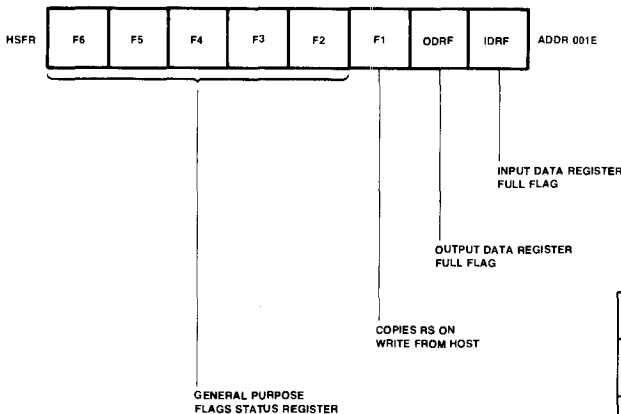 HSFR F6 F5 F4 F3 F2 F1 ODRF IDRF ADDR 001E
INPUT DATA REGISTER
FULL FLAG
OUTPUT DATA REGISTER
FULL FLAG
COPIES RS ON
WRITE FROM HOST
GENERAL PURPOSE
FLAGS STATUS REGISTER